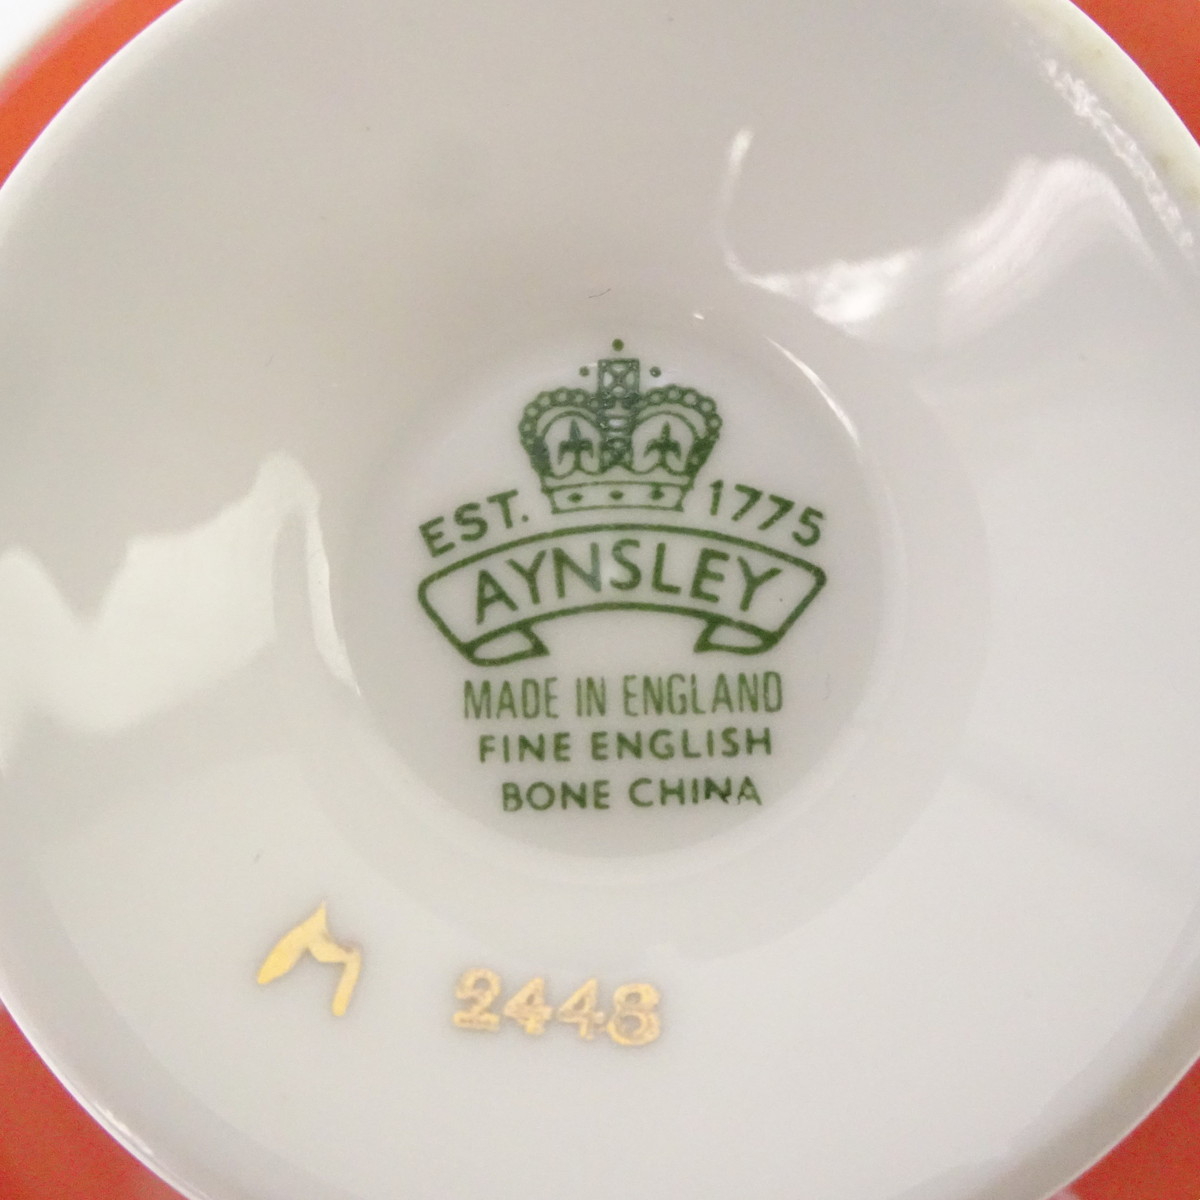 EST. 1775
AYNSLEY
MADE IN ENGLAND
FINE ENGLISH
BONE CHINA
M 2448